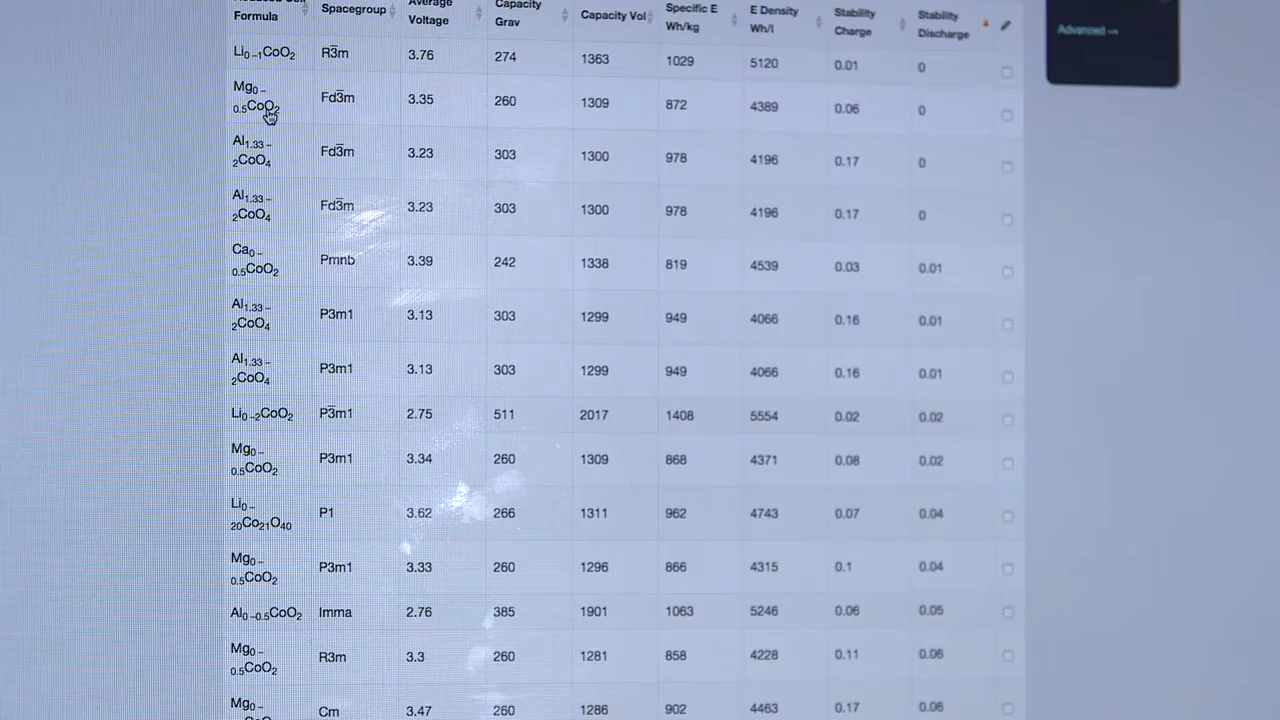 Formula Spacegroup Average Voltage Capacity Grav Capacity Vol Specific E Wh/kg E Density Wh/l Stability Charge Stability Discharge
Li0–1CoO2 R3̅m 3.76 274 1363 1029 5120 0.01 0
Mg0–0.5CoO2 Fd3̅m 3.35 260 1309 872 4389 0.06 0
Al1.33–2CoO4 Fd3̅m 3.23 303 1300 978 4196 0.17 0
Al1.33–2CoO4 Fd3̅m 3.23 303 1300 978 4196 0.17 0
Ca0–0.5CoO2 Pmnb 3.39 242 1338 819 4539 0.03 0.01
Al1.33–2CoO4 P3m1 3.13 303 1299 949 4066 0.16 0.01
Al1.33–2CoO4 P3m1 3.13 303 1299 949 4066 0.16 0.01
Li0–2CoO2 P3̅m1 2.75 511 2017 1408 5554 0.02 0.02
Mg0–0.5CoO2 P3m1 3.34 260 1309 868 4371 0.08 0.02
Li0–20Co21O40 P1 3.62 266 1311 962 4743 0.07 0.04
Mg0–0.5CoO2 P3m1 3.33 260 1296 866 4315 0.1 0.04
Al0–0.5CoO2 Imma 2.76 385 1901 1063 5246 0.06 0.05
Mg0–0.5CoO2 R3m 3.3 260 1281 858 4228 0.11 0.06
Mg0– Cm 3.47 260 1286 902 4463 0.17 0.06
Advanced →